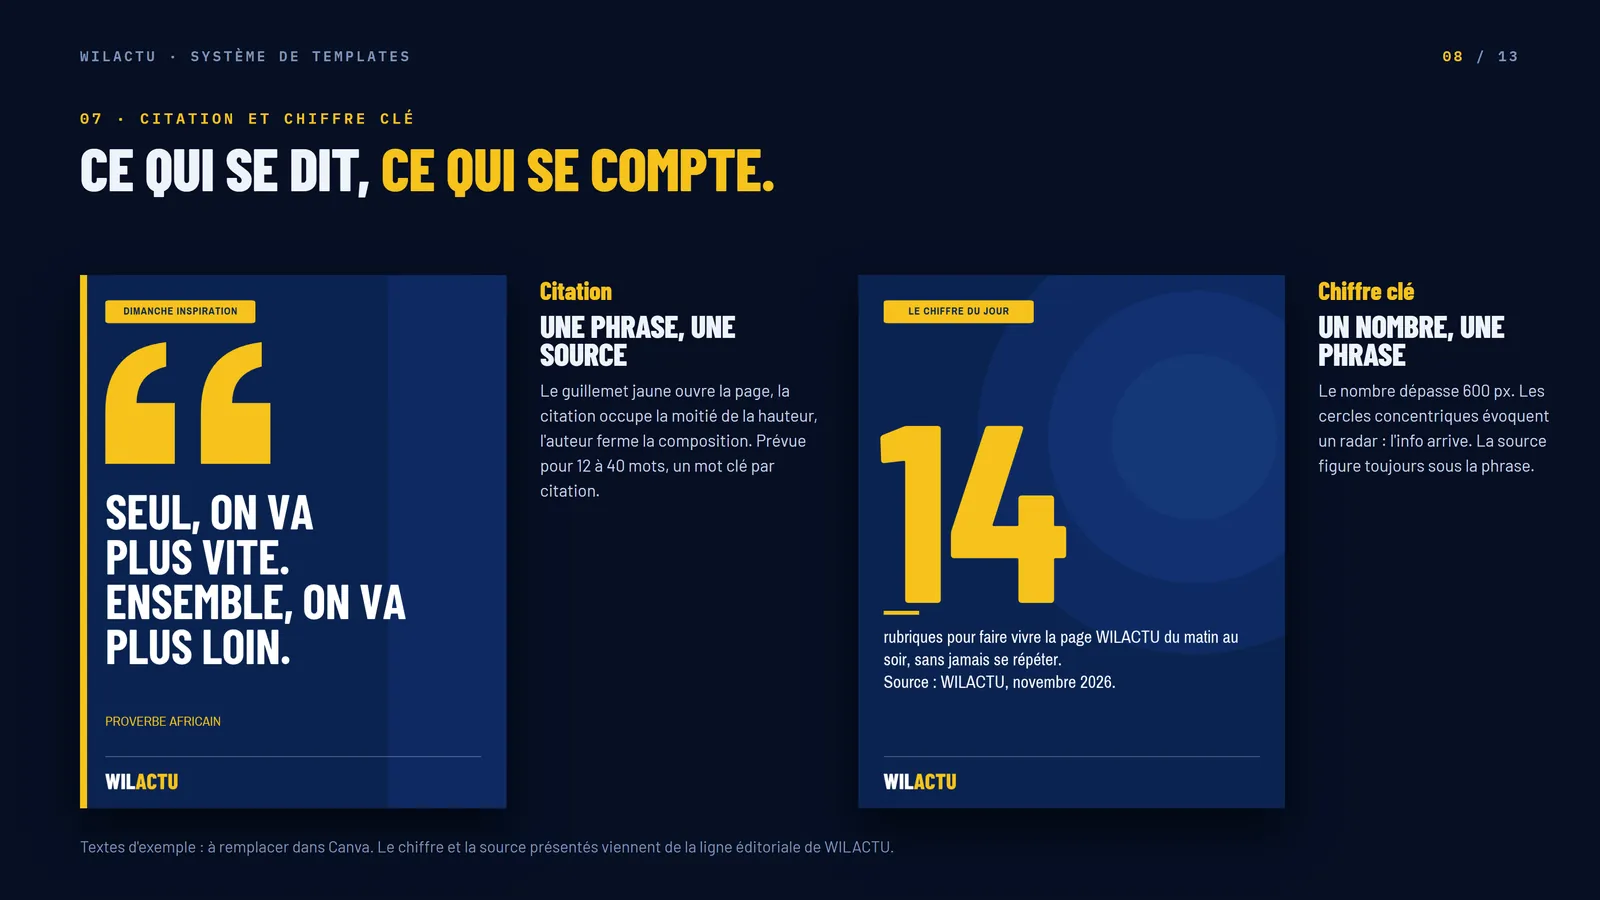 WILACTU · SYSTÈME DE TEMPLATES
08 / 13
07 · CITATION ET CHIFFRE CLÉ
CE QUI SE DIT, CE QUI SE COMPTE.
DIMANCHE INSPIRATION
“
SEUL, ON VA
PLUS VITE.
ENSEMBLE, ON VA
PLUS LOIN.
PROVERBE AFRICAIN
WILACTU
Citation
UNE PHRASE, UNE
SOURCE
Le guillemet jaune ouvre la page, la
citation occupe la moitié de la hauteur,
l'auteur ferme la composition. Prévue
pour 12 à 40 mots, un mot clé par
citation.
LE CHIFFRE DU JOUR
14
rubriques pour faire vivre la page WILACTU du matin au
soir, sans jamais se répéter.
Source : WILACTU, novembre 2026.
WILACTU
Chiffre clé
UN NOMBRE, UNE
PHRASE
Le nombre dépasse 600 px. Les
cercles concentriques évoquent
un radar : l'info arrive. La source
figure toujours sous la phrase.
Textes d'exemple : à remplacer dans Canva. Le chiffre et la source présentés viennent de la ligne éditoriale de WILACTU.